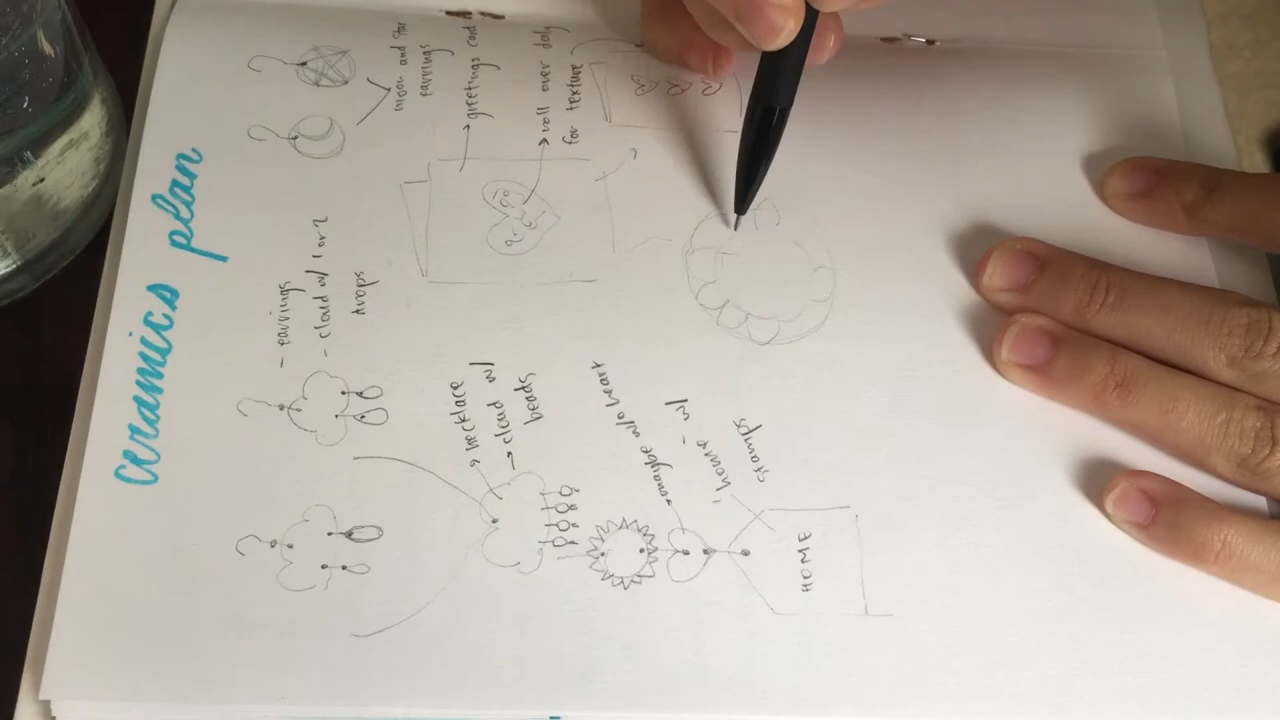 ceramics plan
- earrings
- cloud w/ 1 or 2
drops
moon and star
earrings
→ greetings card
→ roll over doily
for texture
→ necklace
→ cloud w/
beads
→ maybe w/o heart
'house' - w/
stamps
HOME